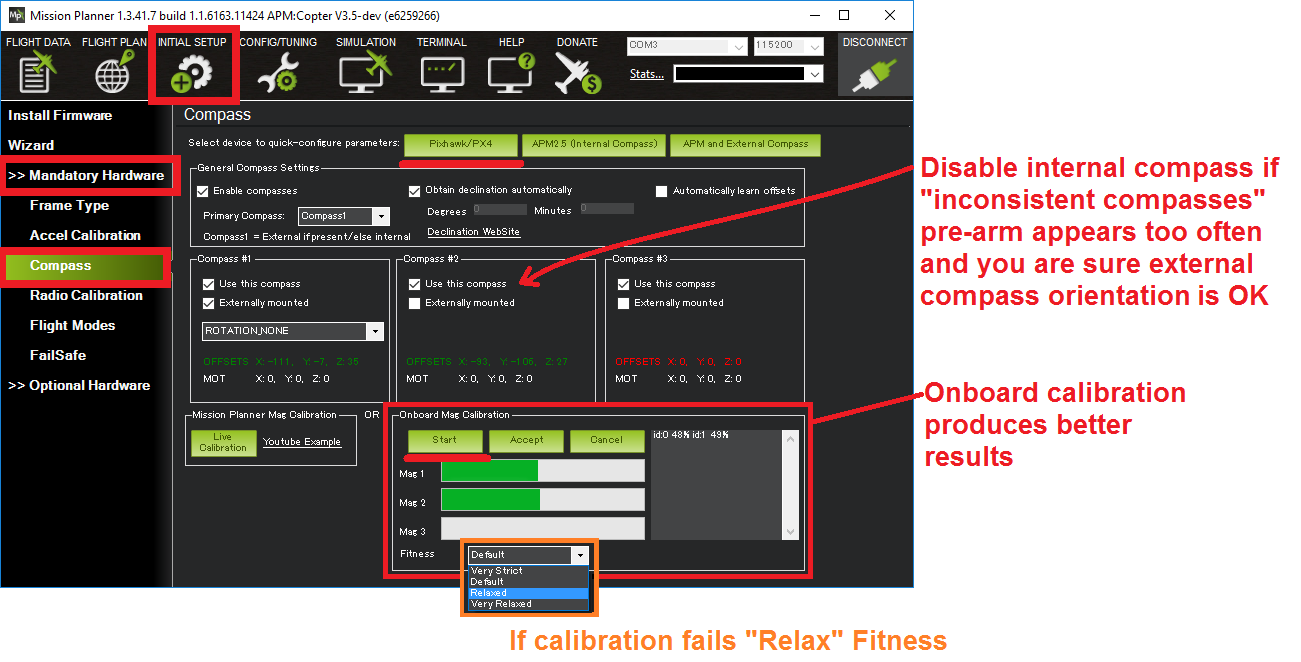 Mission Planner 1.3.41.7 build 1.1.6163.11424 APM:Copter V3.5-dev (e6259266)
FLIGHT DATA FLIGHT PLAN INITIAL SETUP CONFIG/TUNING SIMULATION TERMINAL HELP DONATE
COM3 115200 DISCONNECT
Stats...
Install Firmware
Wizard
>> Mandatory Hardware
Frame Type
Accel Calibration
Compass
Radio Calibration
Flight Modes
FailSafe
>> Optional Hardware
Compass
Select device to quick-configure parameters: Pixhawk/PX4 APM2.5 (Internal Compass) APM and External Compass
General Compass Settings
Enable compasses Obtain declination automatically Automatically learn offsets
Primary Compass: Compass1 Degrees 0 Minutes 0
Compass1 = External if present/else internal Declination WebSite
Compass #1
Use this compass
Externally mounted
ROTATION_NONE
OFFSETS X: -111, Y: -7, Z: 35
MOT X: 0, Y: 0, Z: 0
Compass #2
Use this compass
Externally mounted
OFFSETS X: -93, Y: -106, Z: 27
MOT X: 0, Y: 0, Z: 0
Compass #3
Use this compass
Externally mounted
OFFSETS X: 0, Y: 0, Z: 0
MOT X: 0, Y: 0, Z: 0
Mission Planner Mag Calibration
Live
Calibration
Youtube Example
OR
Onboard Mag Calibration
Start Accept Cancel
id:0 48% id:1 49%
Mag 1
Mag 2
Mag 3
Fitness Default
Very Strict
Default
Relaxed
Very Relaxed
Disable internal compass if
"inconsistent compasses"
pre-arm appears too often
and you are sure external
compass orientation is OK
Onboard calibration
produces better
results
If calibration fails "Relax" Fitness